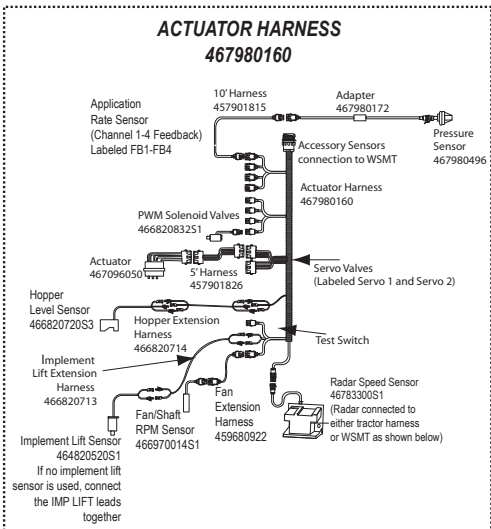 ACTUATOR HARNESS
467980160
10' Harness
457901815
Adapter
467980172
Application
Rate Sensor
(Channel 1-4 Feedback)
Labeled FB1-FB4
Pressure
Sensor
467980496
Accessory Sensors
connection to WSMT
Actuator Harness
467980160
PWM Solenoid Valves
466820832S1
Actuator
467096050
5' Harness
457901826
Servo Valves
(Labeled Servo 1 and Servo 2)
Hopper
Level Sensor
466820720S3
Hopper Extension
Harness
466820714
Test Switch
Implement
Lift Extension
Harness
466820713
Radar Speed Sensor
46783300S1
(Radar connected to
either tractor harness
or WSMT as shown below)
Fan
Extension
Harness
459680922
Fan/Shaft
RPM Sensor
466970014S1
Implement Lift Sensor
464820520S1
If no implement lift
sensor is used, connect
the IMP LIFT leads
together